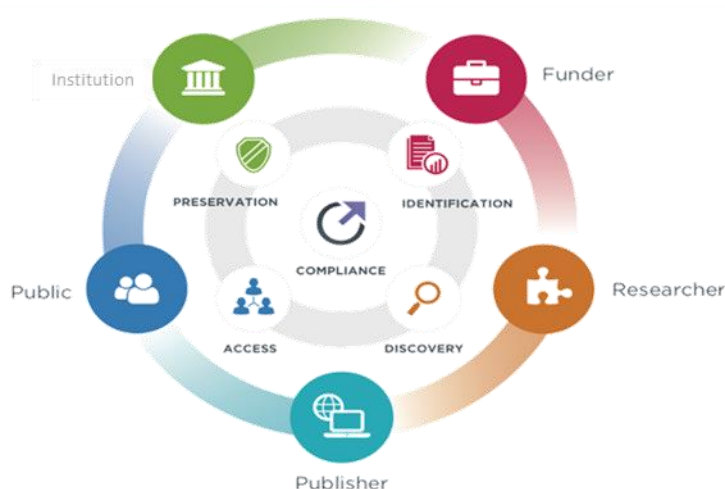 Institution
Funder
PRESERVATION
IDENTIFICATION
COMPLIANCE
Public
Researcher
ACCESS
DISCOVERY
Publisher